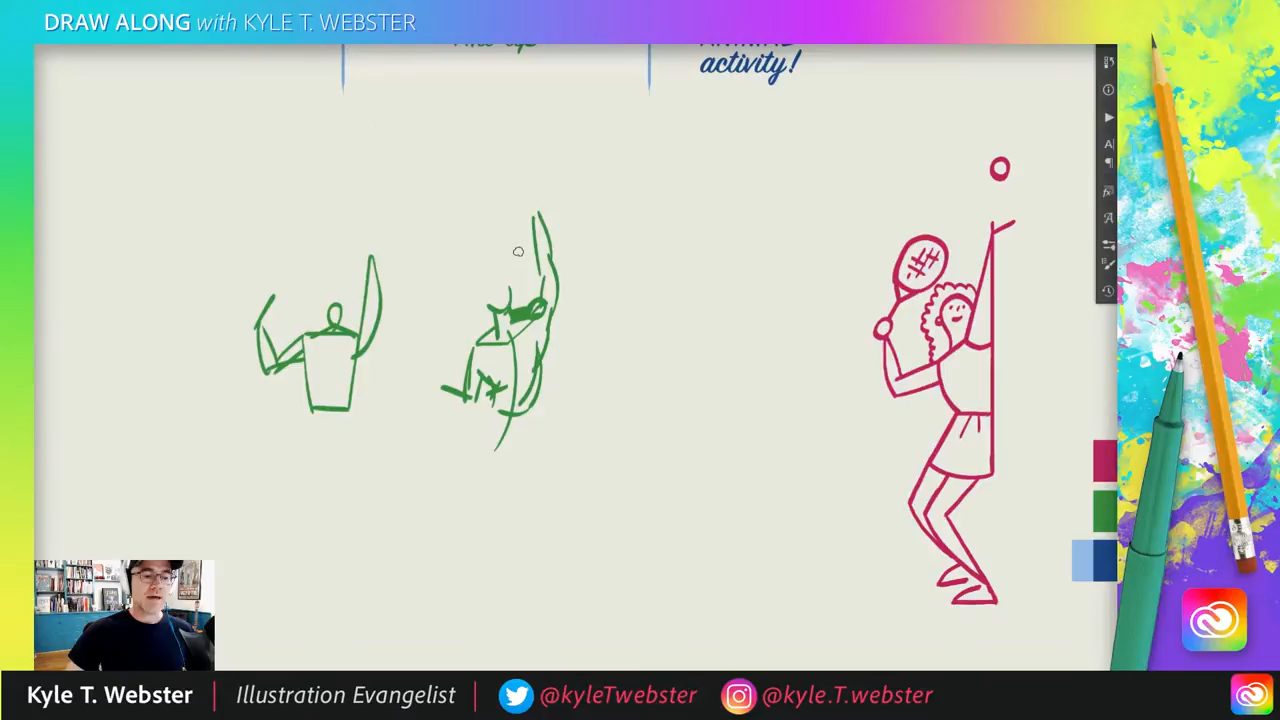 DRAW ALONG with KYLE T. WEBSTER
activity!
Kyle T. Webster | Illustration Evangelist | @kyleTwebster @kyle.T.webster